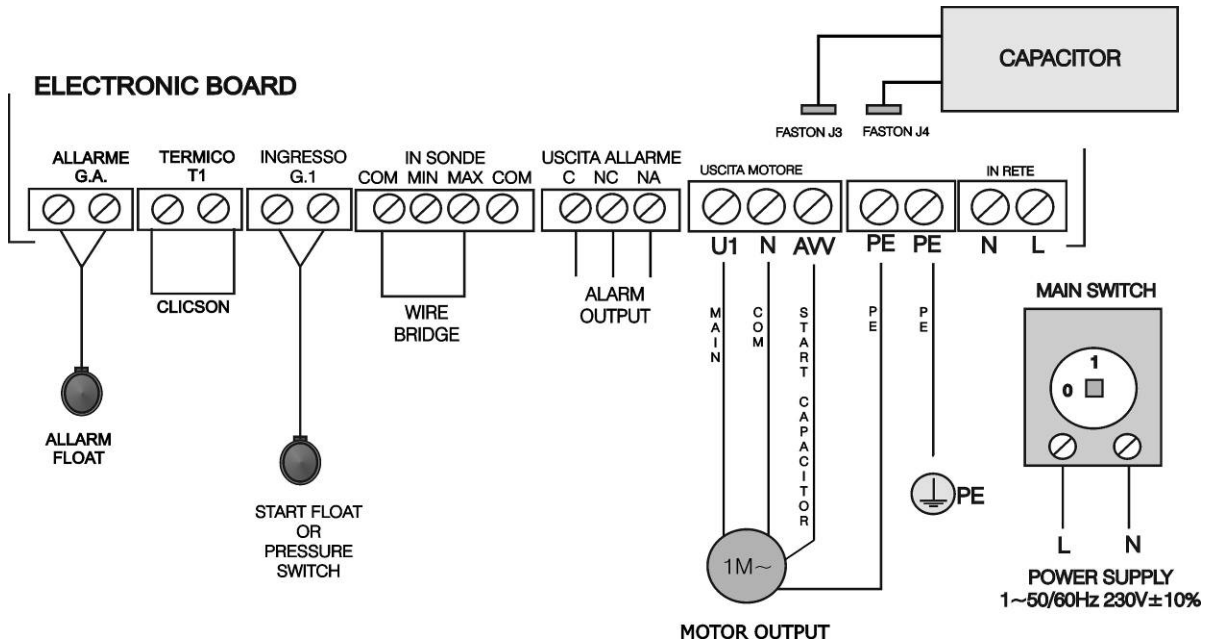 CAPACITOR
ELECTRONIC BOARD
FASTON J3 FASTON J4
ALLARME G.A.
TERMICO T1
INGRESSO G.1
IN SONDE
COM MIN MAX COM
USCITA ALLARME
C NC NA
USCITA MOTORE
IN RETE
U1 N AVV PE PE N L
CLICSON
WIRE
BRIDGE
ALARM
OUTPUT
MAIN
COM
START CAPACITOR
PE
PE
MAIN SWITCH
1
0
ALLARM
FLOAT
START FLOAT
OR
PRESSURE
SWITCH
PE
1M~
L N
POWER SUPPLY
1~50/60Hz 230V±10%
MOTOR OUTPUT